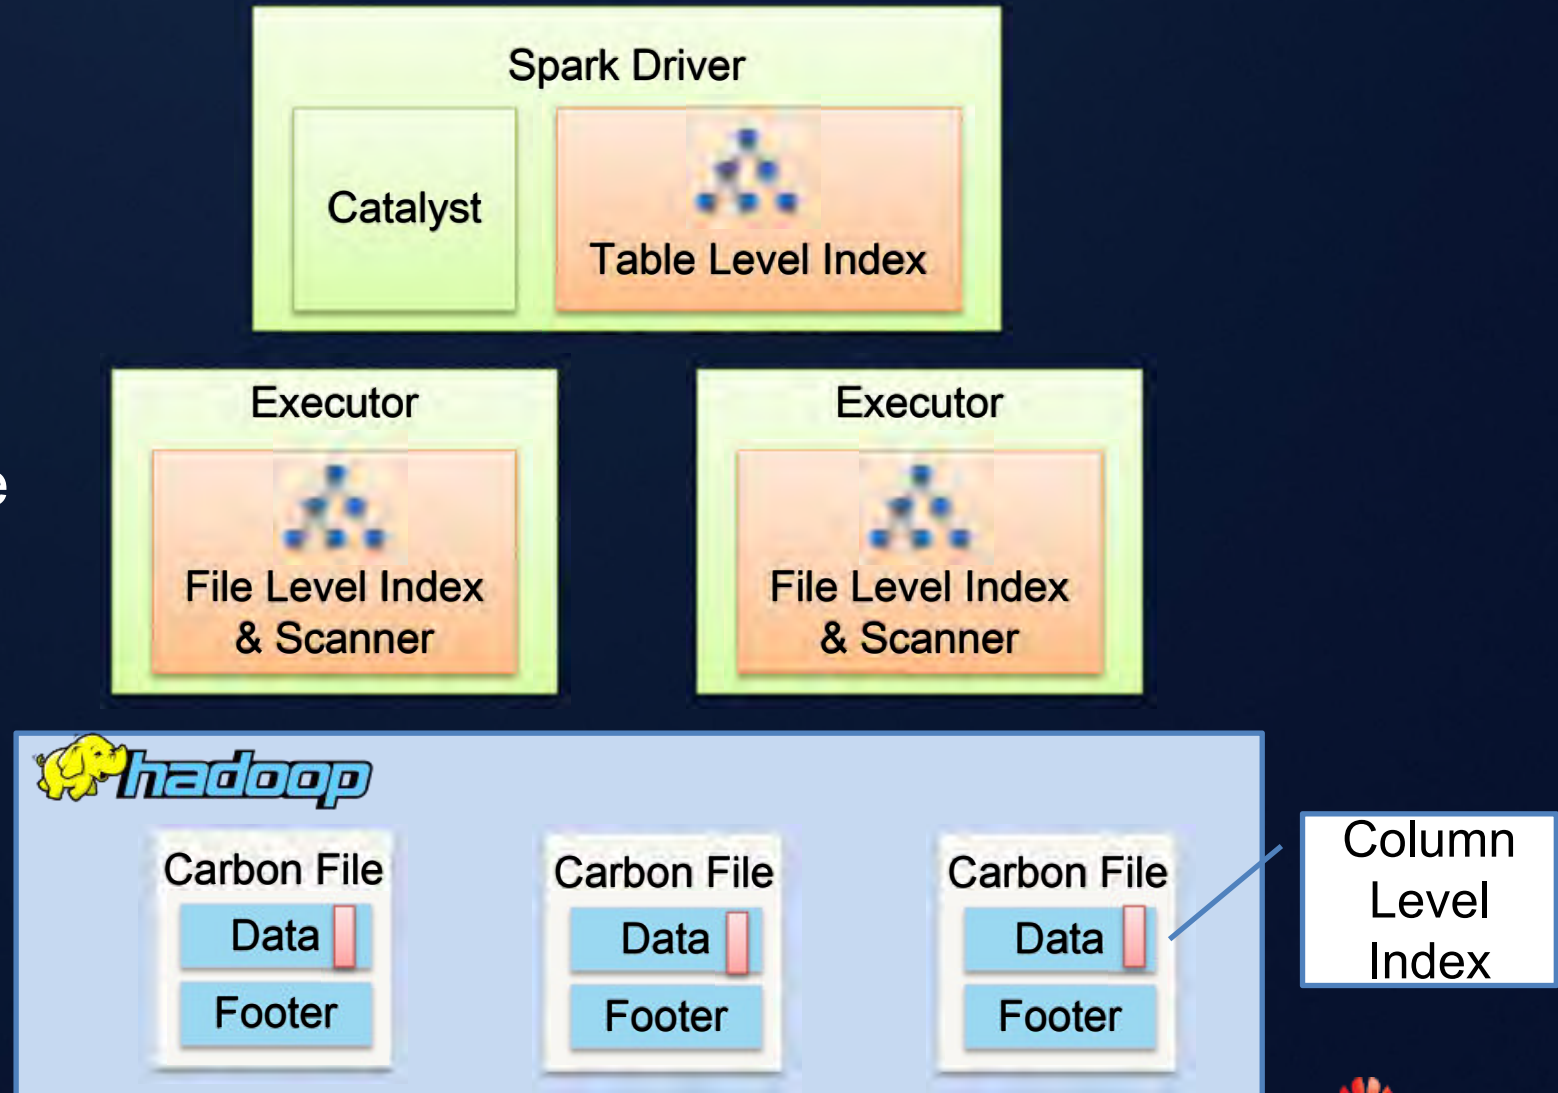 Spark Driver
Catalyst
Table Level Index
Executor
File Level Index
& Scanner
Executor
File Level Index
& Scanner
e
hadoop
Carbon File
Data
Footer
Carbon File
Data
Footer
Carbon File
Data
Footer
Column
Level
Index